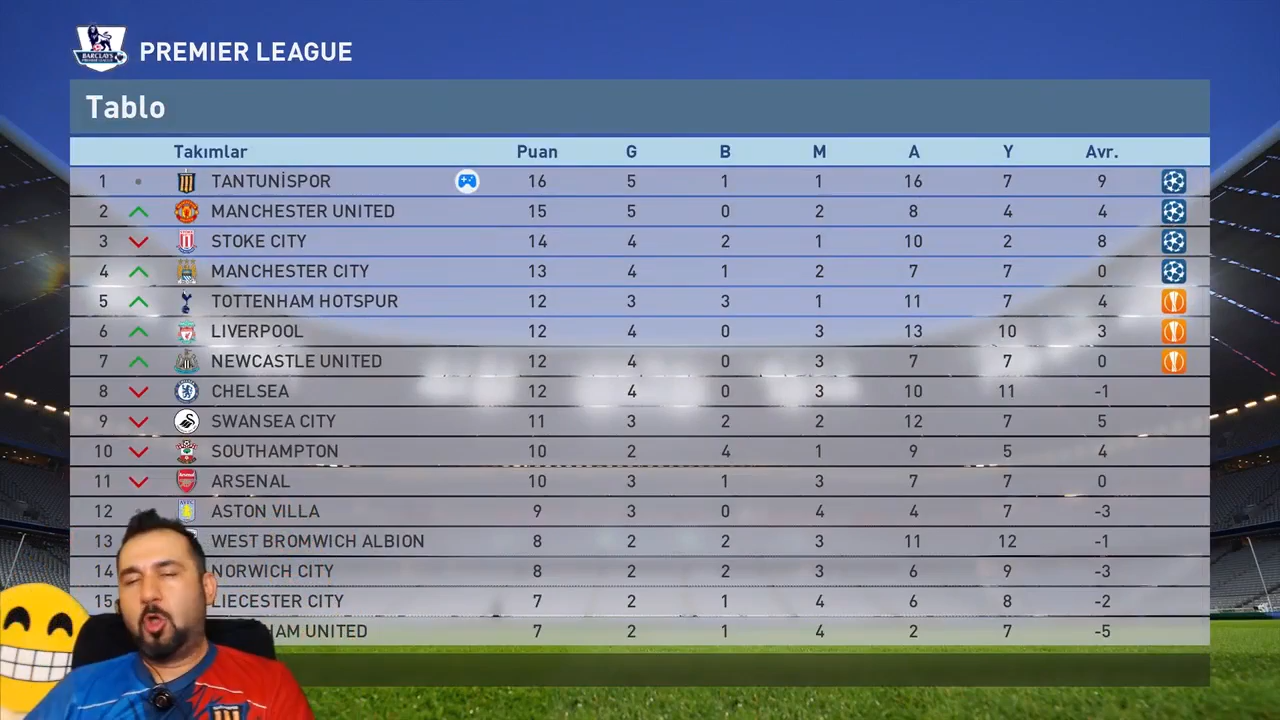 PREMIER LEAGUE
Tablo
Takımlar Puan G B M A Y Avr.
1 TANTUNİSPOR 16 5 1 1 16 7 9
2 MANCHESTER UNITED 15 5 0 2 8 4 4
3 STOKE CITY 14 4 2 1 10 2 8
4 MANCHESTER CITY 13 4 1 2 7 7 0
5 TOTTENHAM HOTSPUR 12 3 3 1 11 7 4
6 LIVERPOOL 12 4 0 3 13 10 3
7 NEWCASTLE UNITED 12 4 0 3 7 7 0
8 CHELSEA 12 4 0 3 10 11 -1
9 SWANSEA CITY 11 3 2 2 12 7 5
10 SOUTHAMPTON 10 2 4 1 9 5 4
11 ARSENAL 10 3 1 3 7 7 0
12 ASTON VILLA 9 3 0 4 4 7 -3
13 WEST BROMWICH ALBION 8 2 2 3 11 12 -1
14 NORWICH CITY 8 2 2 3 6 9 -3
15 LIECESTER CITY 7 2 1 4 6 8 -2
HAM UNITED 7 2 1 4 2 7 -5